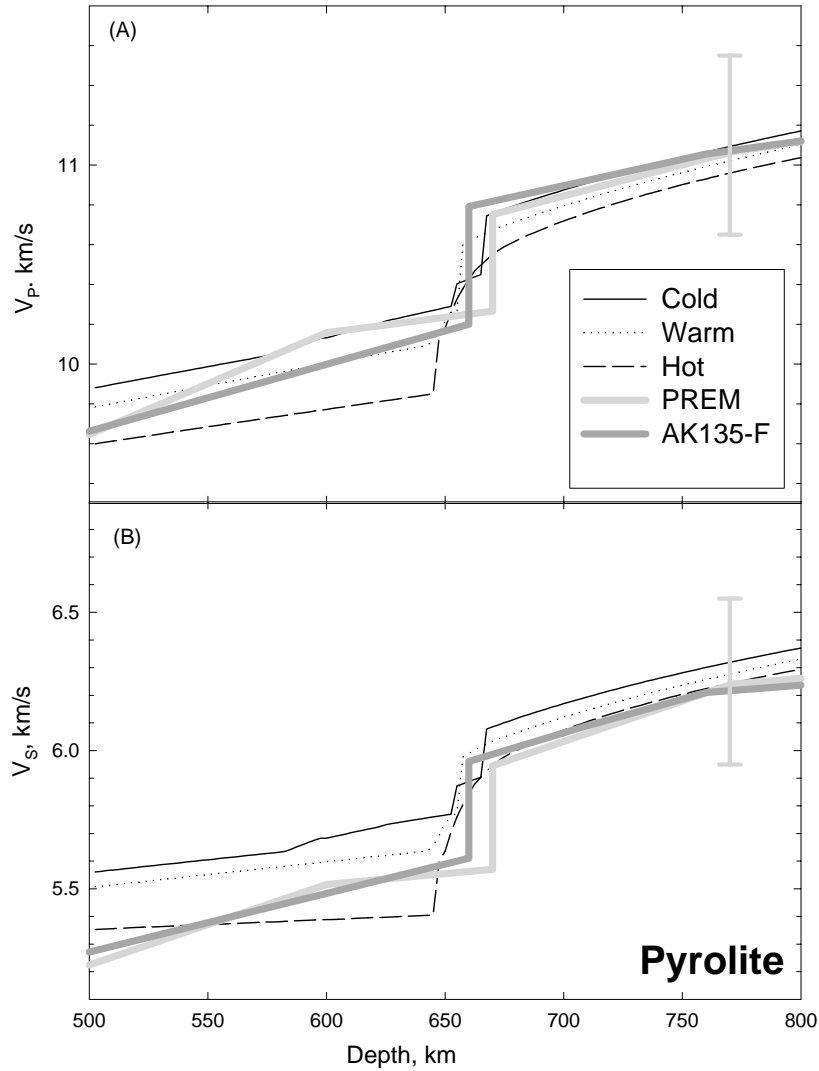 (A)
11
10
V_P, km/s
Cold
Warm
Hot
PREM
AK135-F
(B)
6.5
6.0
5.5
V_S, km/s
Pyrolite
500 550 600 650 700 750 800
Depth, km